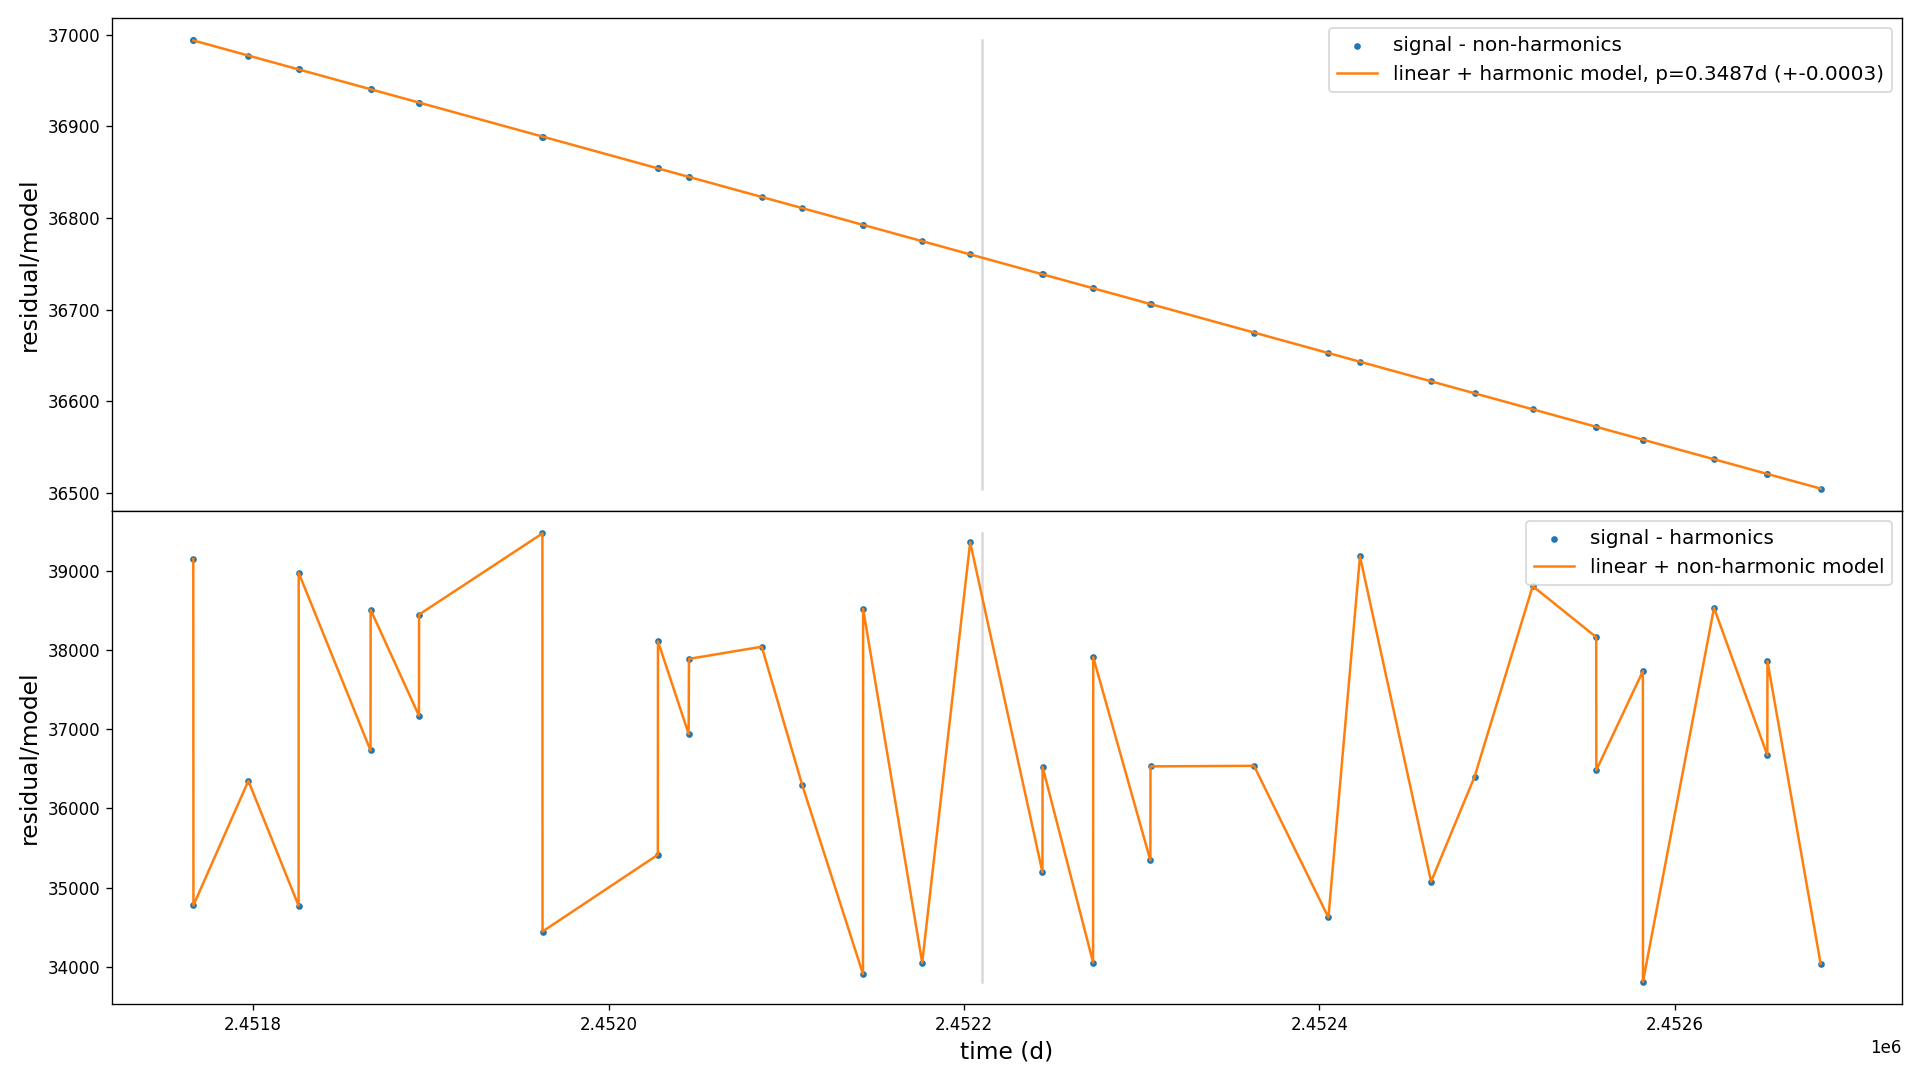 37000
36900
36800
36700
36600
36500
residual/model
signal - non-harmonics
linear + harmonic model, p=0.3487d (+-0.0003)
39000
38000
37000
36000
35000
34000
residual/model
signal - harmonics
linear + non-harmonic model
2.4518
2.4520
2.4522
2.4524
2.4526
1e6
time (d)